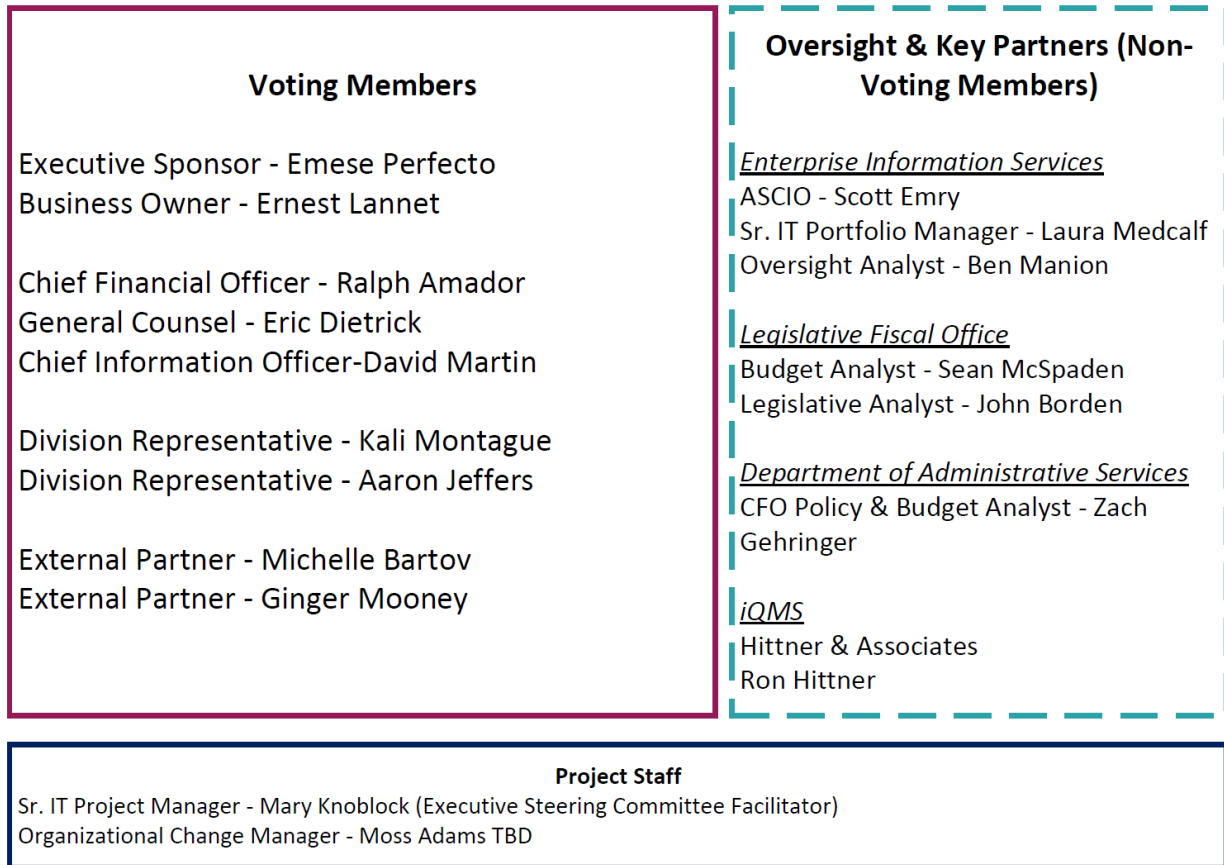 Voting Members
Executive Sponsor - Emese Perfecto
Business Owner - Ernest Lannet
Chief Financial Officer - Ralph Amador
General Counsel - Eric Dietrick
Chief Information Officer-David Martin
Division Representative - Kali Montague
Division Representative - Aaron Jeffers
External Partner - Michelle Bartov
External Partner - Ginger Mooney
Oversight & Key Partners (Non-
Voting Members)
Enterprise Information Services
ASCIO - Scott Emry
Sr. IT Portfolio Manager - Laura Medcalf
Oversight Analyst - Ben Manion
Legislative Fiscal Office
Budget Analyst - Sean McSpaden
Legislative Analyst - John Borden
Department of Administrative Services
CFO Policy & Budget Analyst - Zach
Gehringer
iQMS
Hittner & Associates
Ron Hittner
Project Staff
Sr. IT Project Manager - Mary Knoblock (Executive Steering Committee Facilitator)
Organizational Change Manager - Moss Adams TBD